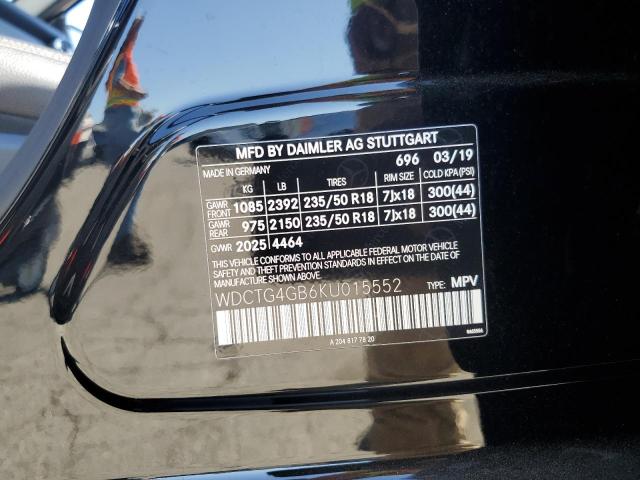 MFD BY DAIMLER AG STUTTGART
MADE IN GERMANY 696 03/19
KG LB TIRES RIM SIZE COLD KPA(PSI)
GAWR FRONT 1085 2392 235/50 R18 7Jx18 300(44)
GAWR REAR 975 2150 235/50 R18 7Jx18 300(44)
GVWR 2025 4464
THIS VEHICLE CONFORMS TO ALL APPLICABLE FEDERAL MOTOR VEHICLE
SAFETY BUMPER, AND THEFT PREVENTION STANDARDS IN
EFFECT ON THE DATE OF MANUFACTURE SHOWN ABOVE.
WDCTG4GB6KU015552 TYPE: MPV
A 204 817 78 20